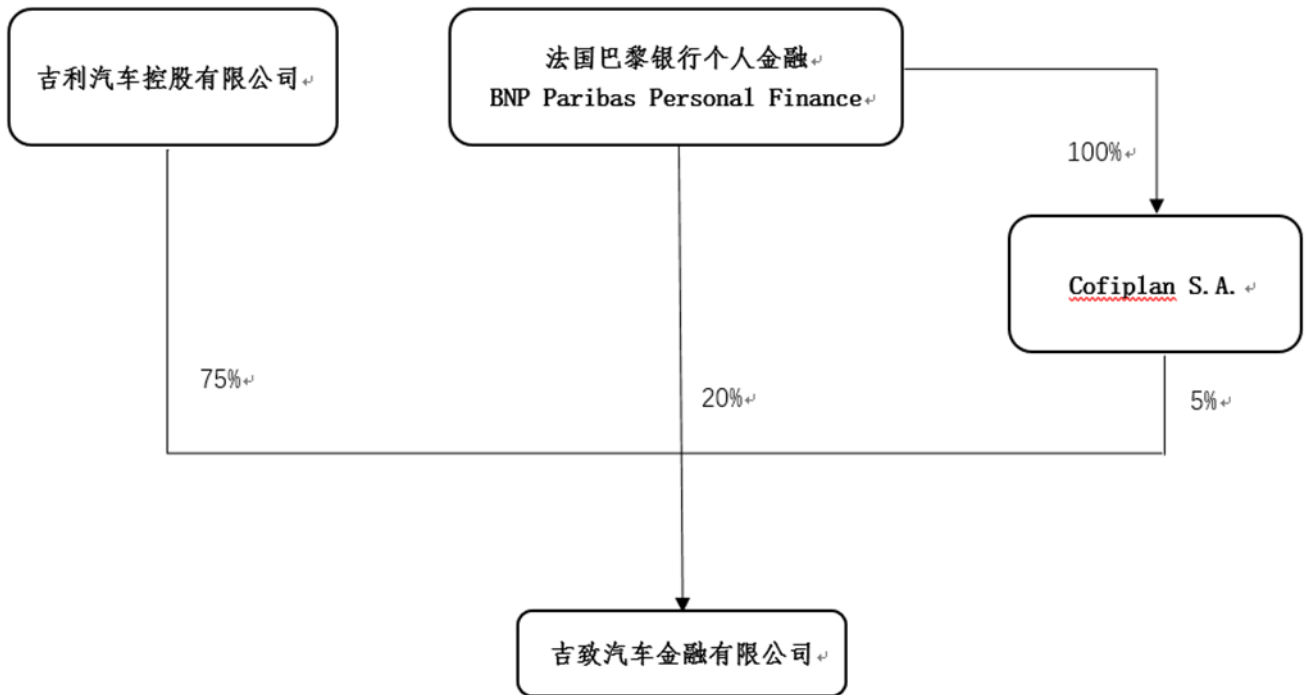 吉利汽车控股有限公司
法国巴黎银行个人金融
BNP Paribas Personal Finance
100%
Cofiplan S.A.
75%
20%
5%
吉致汽车金融有限公司